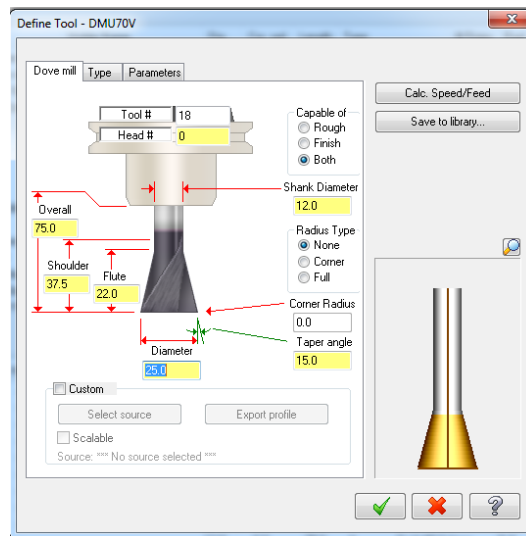 Define Tool - DMU70V
Dove mill Type Parameters
Tool # 18
Head # 0
Capable of
Rough
Finish
Both
Shank Diameter
12.0
Overall
75.0
Shoulder
37.5
Flute
22.0
Radius Type
None
Corner
Full
Corner Radius
0.0
Taper angle
15.0
Diameter
25.0
Custom
Select source Export profile
Scalable
Source: *** No source selected ***
Calc. Speed/Feed
Save to library...